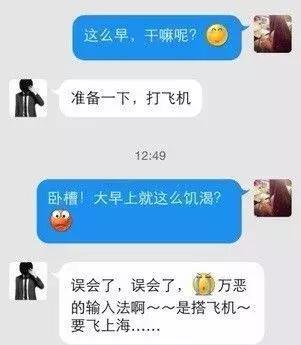 这么早，干嘛呢？
准备一下，打飞机
12:49
卧槽！大早上就这么饥渴？
误会了，误会了，万恶
的输入法啊～～是搭飞机～
要飞上海……